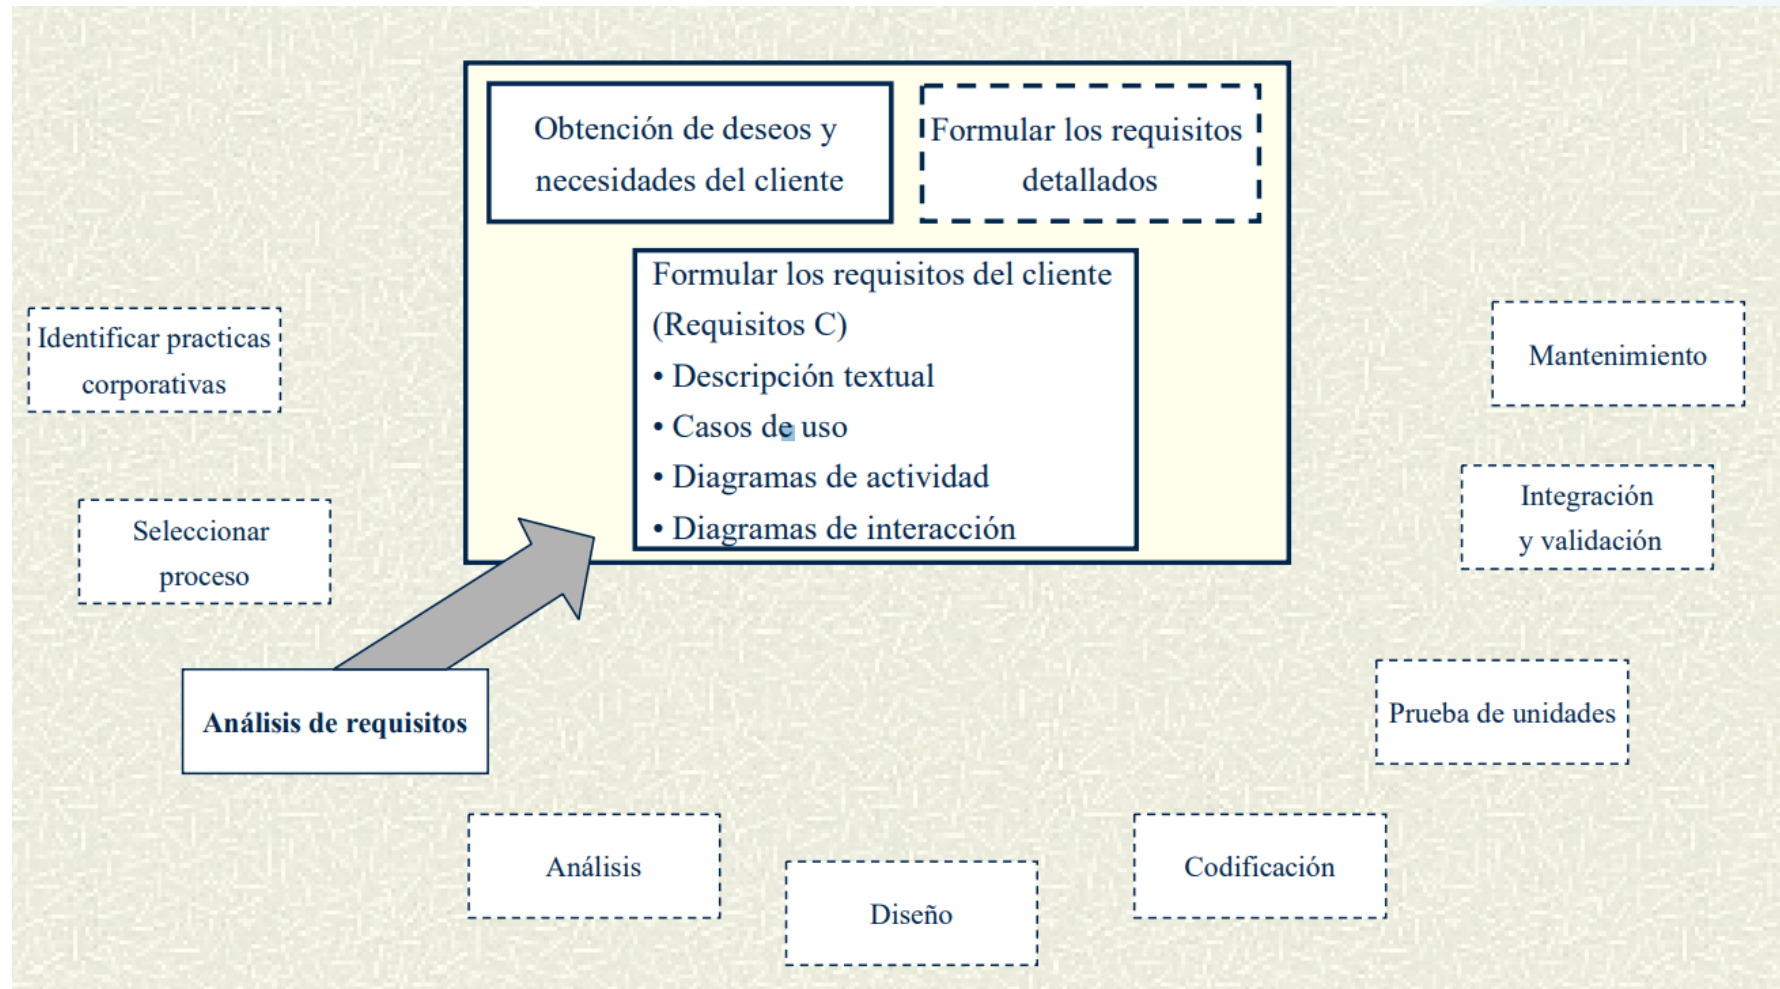 Obtención de deseos y
necesidades del cliente
Formular los requisitos
detallados
Formular los requisitos del cliente
(Requisitos C)
• Descripción textual
• Casos de uso
• Diagramas de actividad
• Diagramas de interacción
Identificar practicas
corporativas
Seleccionar
proceso
Análisis de requisitos
Análisis
Diseño
Codificación
Prueba de unidades
Integración
y validación
Mantenimiento